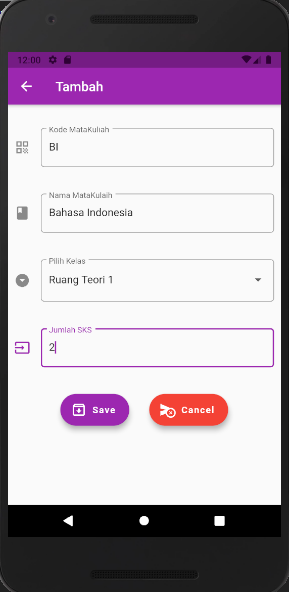 12:00
Tambah
Kode MataKuliah
BI
Nama MataKulaih
Bahasa Indonesia
Pilih Kelas
Ruang Teori 1
Jumlah SKS
2
Save Cancel